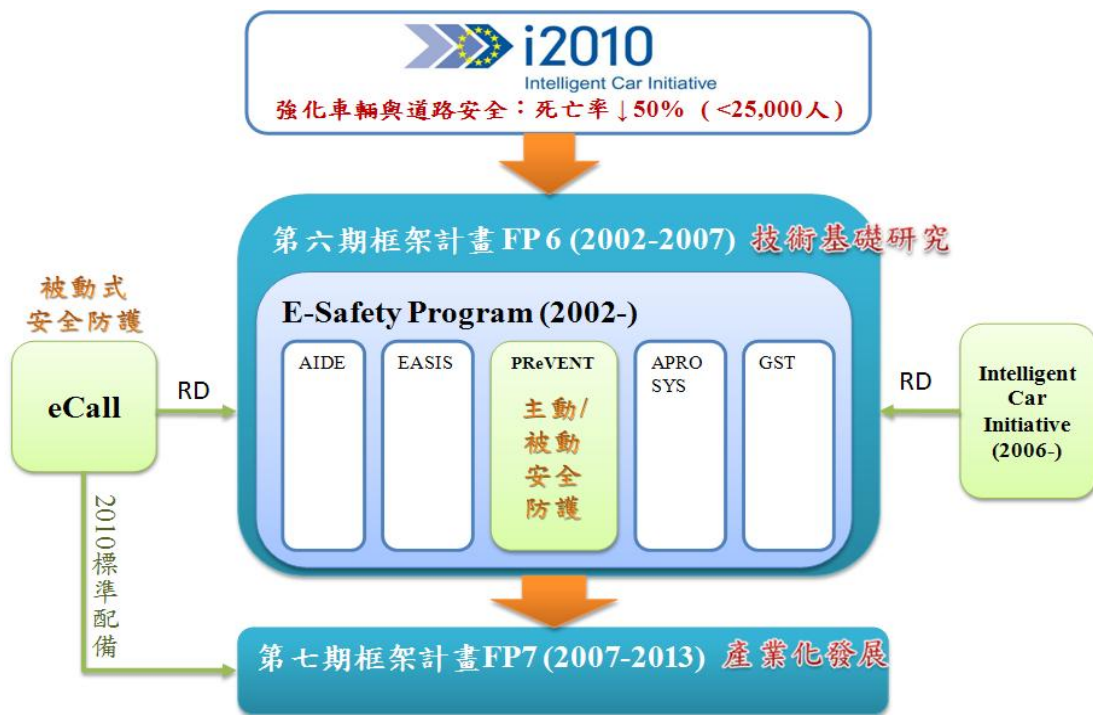 i2010
Intelligent Car Initiative
強化車輛與道路安全：死亡率↓50% (<25,000人)
第六期框架計畫 FP6 (2002-2007) 技術基礎研究
被動式
安全防護
eCall
RD
E-Safety Program (2002-)
AIDE
EASIS
PReVENT
主動/
被動
安全
防護
APRO
SYS
GST
RD
Intelligent
Car
Initiative
(2006-)
2010標準配備
第七期框架計畫FP7 (2007-2013) 產業化發展